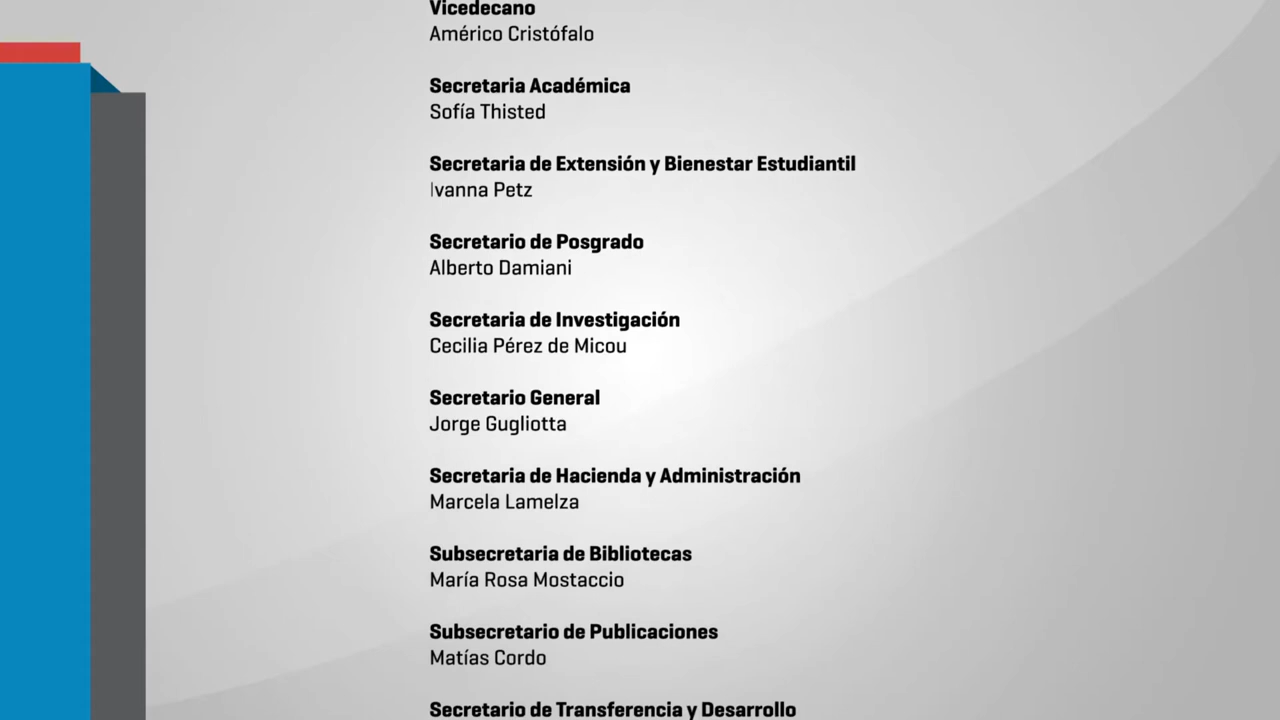 Vicedecano
Américo Cristófalo
Secretaria Académica
Sofía Thisted
Secretaria de Extensión y Bienestar Estudiantil
Ivanna Petz
Secretario de Posgrado
Alberto Damiani
Secretaria de Investigación
Cecilia Pérez de Micou
Secretario General
Jorge Gugliotta
Secretaria de Hacienda y Administración
Marcela Lamelza
Subsecretaria de Bibliotecas
María Rosa Mostaccio
Subsecretario de Publicaciones
Matías Cordo
Secretario de Transferencia y Desarrollo